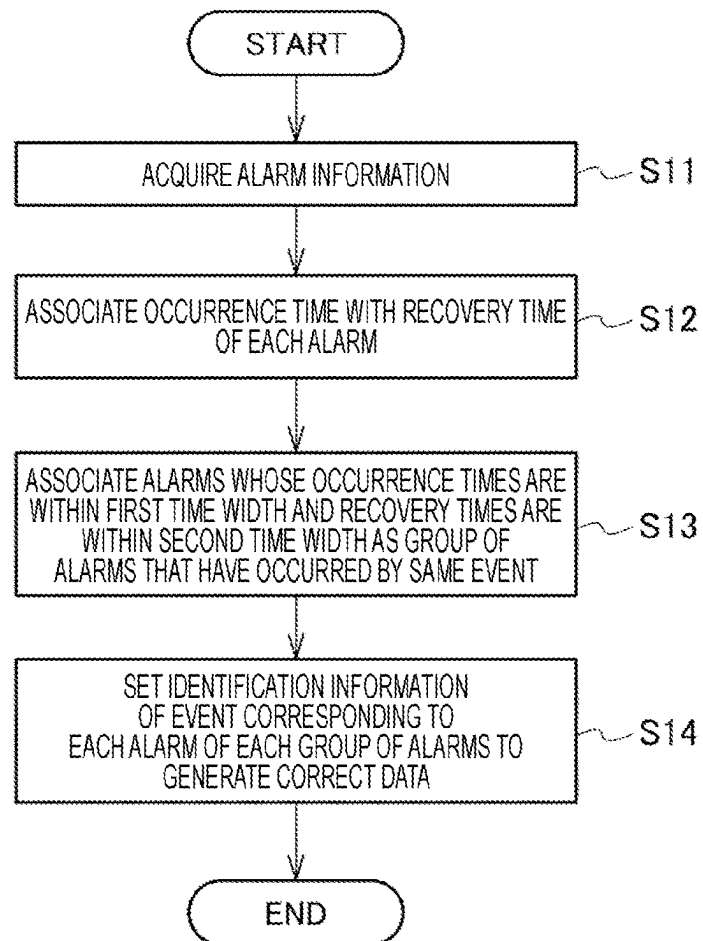 START
ACQUIRE ALARM INFORMATION
S11
ASSOCIATE OCCURRENCE TIME WITH RECOVERY TIME
OF EACH ALARM
S12
ASSOCIATE ALARMS WHOSE OCCURRENCE TIMES ARE
WITHIN FIRST TIME WIDTH AND RECOVERY TIMES ARE
WITHIN SECOND TIME WIDTH AS GROUP OF
ALARMS THAT HAVE OCCURRED BY SAME EVENT
S13
SET IDENTIFICATION INFORMATION
OF EVENT CORRESPONDING TO
EACH ALARM OF EACH GROUP OF ALARMS TO
GENERATE CORRECT DATA
S14
END